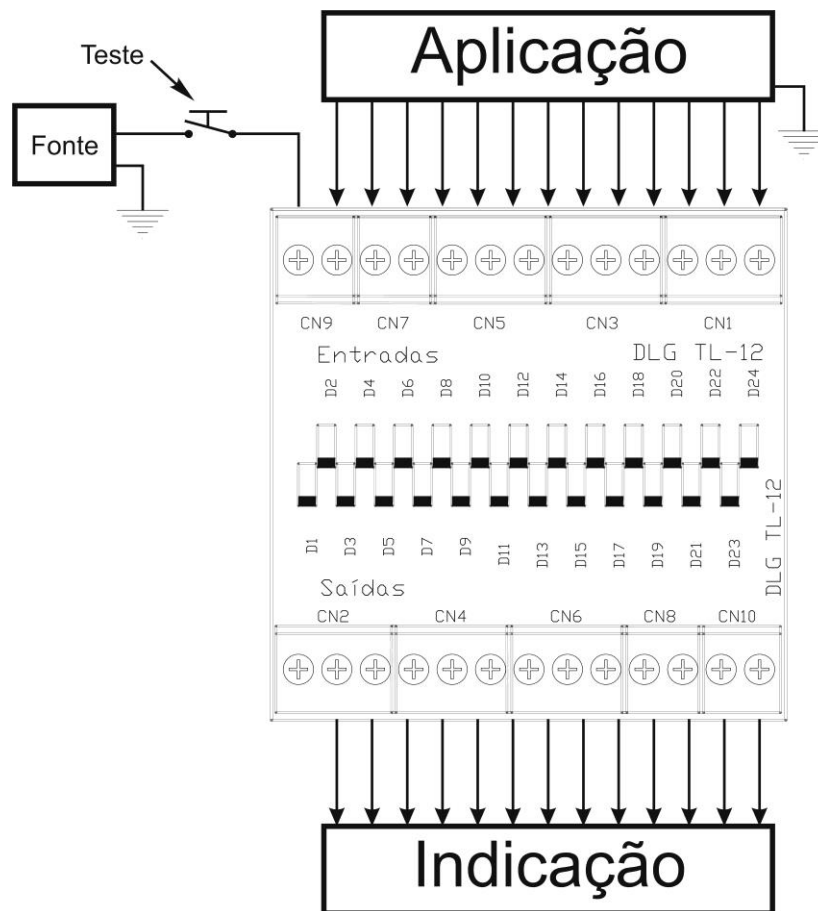 Aplicação
Teste
Fonte
CN9 CN7 CN5 CN3 CN1
Entradas DLG TL-12
D2 D4 D6 D8 D10 D12 D14 D16 D18 D20 D22 D24
DLG TL-12
D1 D3 D5 D7 D9 D11 D13 D15 D17 D19 D21 D23
Saídas
CN2 CN4 CN6 CN8 CN10
Indicação